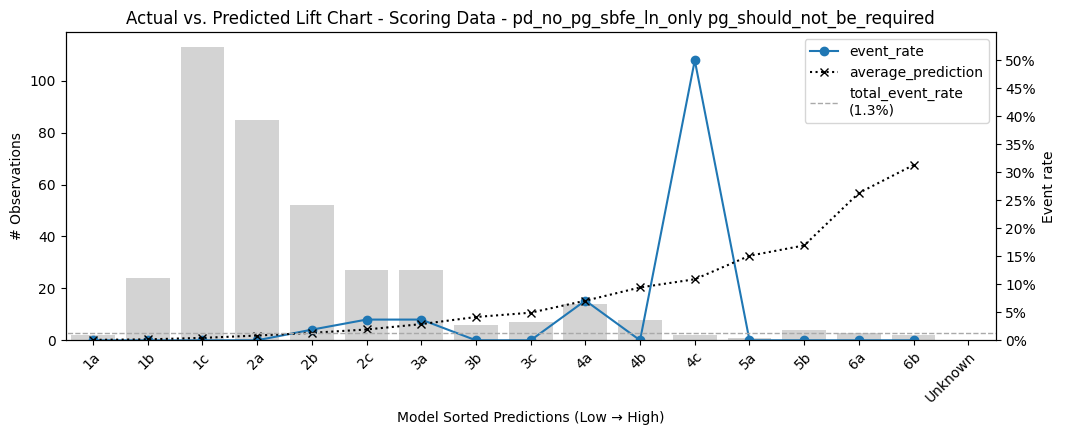 Actual vs. Predicted Lift Chart - Scoring Data - pd_no_pg_sbfe_ln_only pg_should_not_be_required
event_rate
average_prediction
total_event_rate
(1.3%)
# Observations
100
80
60
40
20
0
50%
45%
40%
35%
30%
25%
20%
15%
10%
5%
0%
Event rate
1a 1b 1c 2a 2b 2c 3a 3b 3c 4a 4b 4c 5a 5b 6a 6b Unknown
Model Sorted Predictions (Low → High)